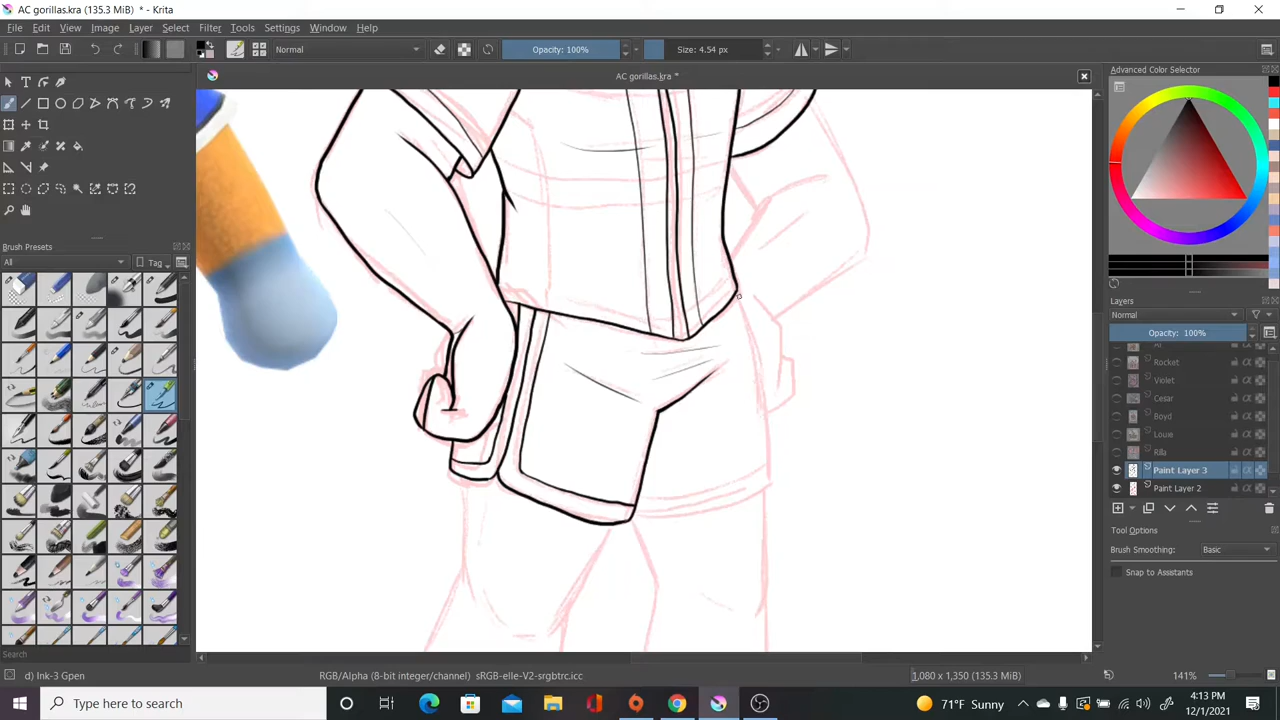 AC gorillas.kra (135.3 MiB) * - Krita
File Edit View Image Layer Select Filter Tools Settings Window Help
Normal Opacity: 100% Size: 4.54 px
AC gorillas.kra *
Advanced Color Selector
Brush Presets
All Tag
Layers
Normal
Opacity: 100%
Rocket
Violet
Cesar
Boyd
Louie
Rilla
Paint Layer 3
Paint Layer 2
Tool Options
Brush Smoothing: Basic
Snap to Assistants
Search
d) Ink-3 Gpen RGB/Alpha (8-bit integer/channel) sRGB-elle-V2-srgbtrc.icc 1,080 x 1,350 (135.3 MiB) 141%
Type here to search 71°F Sunny 4:13 PM
12/1/2021